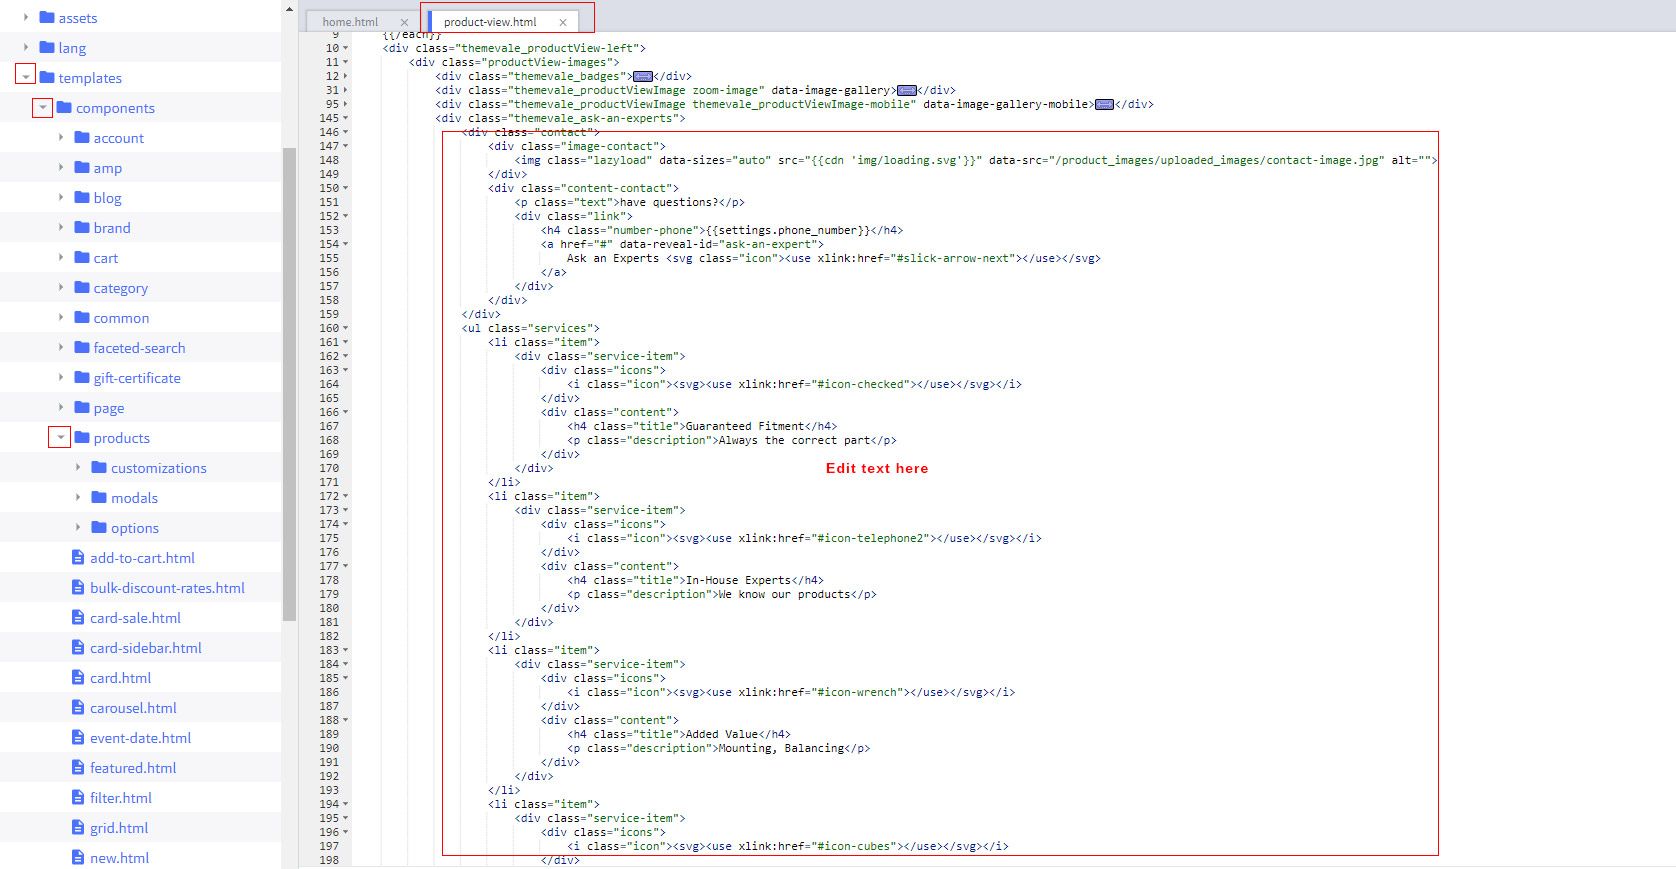 assets
lang
templates
components
account
amp
blog
brand
cart
category
common
faceted-search
gift-certificate
page
products
customizations
modals
options
add-to-cart.html
bulk-discount-rates.html
card-sale.html
card-sidebar.html
card.html
carousel.html
event-date.html
featured.html
filter.html
grid.html
new.html
home.html ×
product-view.html ×
9 {{/each}}
10 <div class="themevale_productView-left">
11 <div class="productView-images">
12 <div class="themevale_badges"></div>
31 <div class="themevale_productViewImage zoom-image" data-image-gallery></div>
95 <div class="themevale_productViewImage themevale_productViewImage-mobile" data-image-gallery-mobile></div>
145 <div class="themevale_ask-an-experts">
146 <div class="contact">
147 <div class="image-contact">
148 <img class="lazyload" data-sizes="auto" src="{{cdn 'img/loading.svg'}}" data-src="/product_images/uploaded_images/contact-image.jpg" alt="">
149 </div>
150 <div class="content-contact">
151 <p class="text">have questions?</p>
152 <div class="link">
153 <h4 class="number-phone">{{settings.phone_number}}</h4>
154 <a href="#" data-reveal-id="ask-an-expert">
155 Ask an Experts <svg class="icon"><use xlink:href="#slick-arrow-next"></use></svg>
156 </a>
157 </div>
158 </div>
159 </div>
160 <ul class="services">
161 <li class="item">
162 <div class="service-item">
163 <div class="icons">
164 <i class="icon"><svg><use xlink:href="#icon-checked"></use></svg></i>
165 </div>
166 <div class="content">
167 <h4 class="title">Guaranteed Fitment</h4>
168 <p class="description">Always the correct part</p>
169 </div>
170 </div>
Edit text here
171 </li>
172 <li class="item">
173 <div class="service-item">
174 <div class="icons">
175 <i class="icon"><svg><use xlink:href="#icon-telephone2"></use></svg></i>
176 </div>
177 <div class="content">
178 <h4 class="title">In-House Experts</h4>
179 <p class="description">We know our products</p>
180 </div>
181 </div>
182 </li>
183 <li class="item">
184 <div class="service-item">
185 <div class="icons">
186 <i class="icon"><svg><use xlink:href="#icon-wrench"></use></svg></i>
187 </div>
188 <div class="content">
189 <h4 class="title">Added Value</h4>
190 <p class="description">Mounting, Balancing</p>
191 </div>
192 </div>
193 </li>
194 <li class="item">
195 <div class="service-item">
196 <div class="icons">
197 <i class="icon"><svg><use xlink:href="#icon-cubes"></use></svg></i>
198 </div>